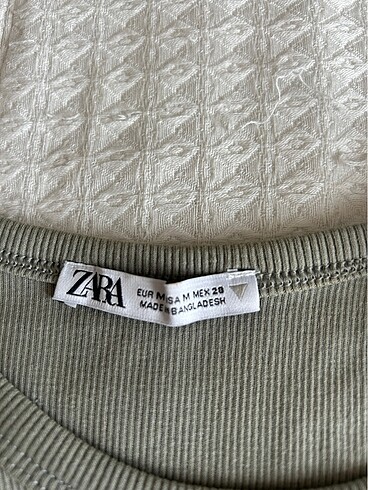 ZARA
EUR M USA M MEX 28
MADE IN BANGLADESH